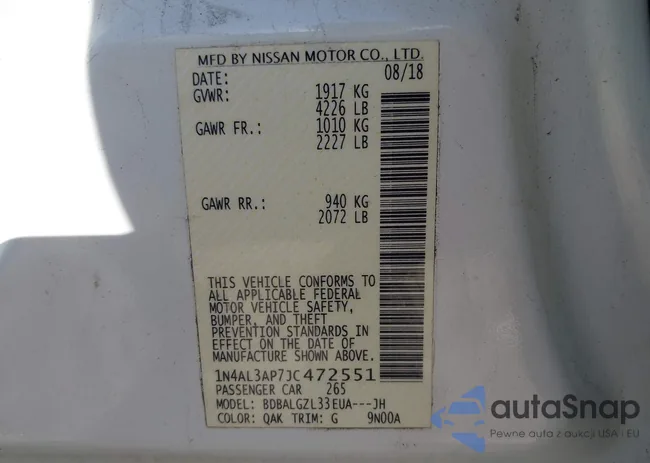 MFD BY NISSAN MOTOR CO., LTD.
DATE: 08/18
GVWR: 1917 KG
4226 LB
GAWR FR.: 1010 KG
2227 LB
GAWR RR.: 940 KG
2072 LB
THIS VEHICLE CONFORMS TO
ALL APPLICABLE FEDERAL
MOTOR VEHICLE SAFETY,
BUMPER, AND THEFT
PREVENTION STANDARDS IN
EFFECT ON THE DATE OF
MANUFACTURE SHOWN ABOVE.
1N4AL3AP7JC472551
PASSENGER CAR 265
MODEL: BDBALGZL33EUA---JH
COLOR: QAK TRIM: G 9N00A
autoSnap
Pewne auta z aukcji USA - EU